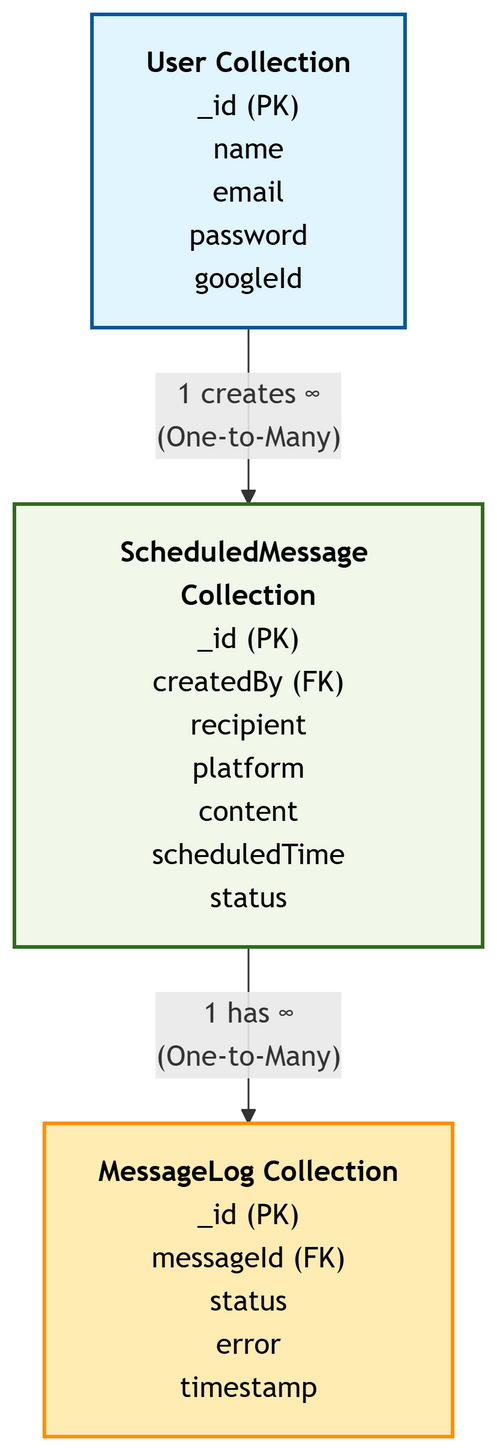 User Collection
_id (PK)
name
email
password
googleId
1 creates ∞
(One-to-Many)
ScheduledMessage
Collection
_id (PK)
createdBy (FK)
recipient
platform
content
scheduledTime
status
1 has ∞
(One-to-Many)
MessageLog Collection
_id (PK)
messageId (FK)
status
error
timestamp